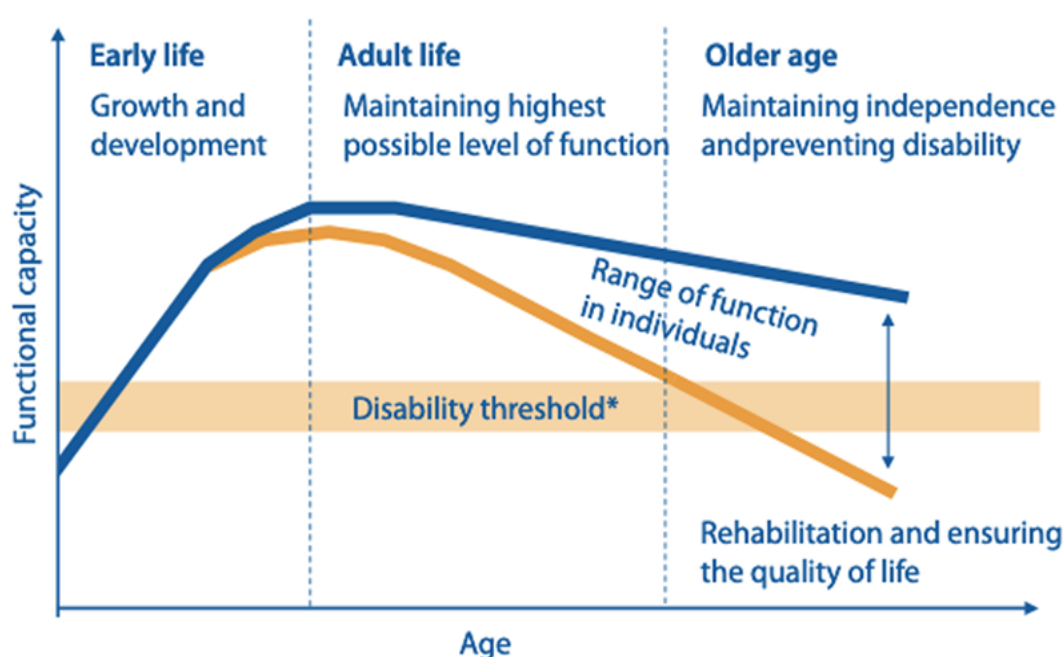 Early life
Growth and
development
Adult life
Maintaining highest
possible level of function
Older age
Maintaining independence
andpreventing disability
Functional capacity
Range of function
in individuals
Disability threshold*
Rehabilitation and ensuring
the quality of life
Age